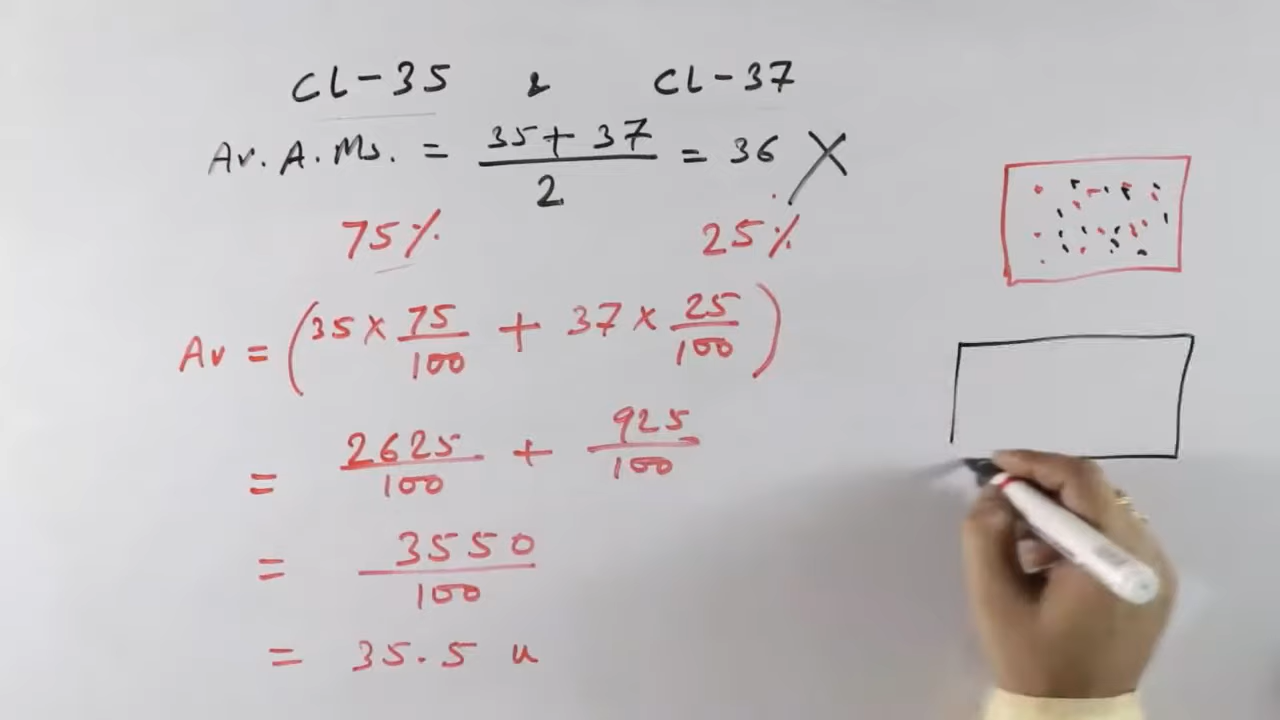 CL-35 & CL-37
Av. A. Ms. = 35+37/2 = 36 X
75% 25%
Av = (35 × 75/100 + 37 × 25/100)
= 2625/100 + 925/100
= 3550/100
= 35.5 u